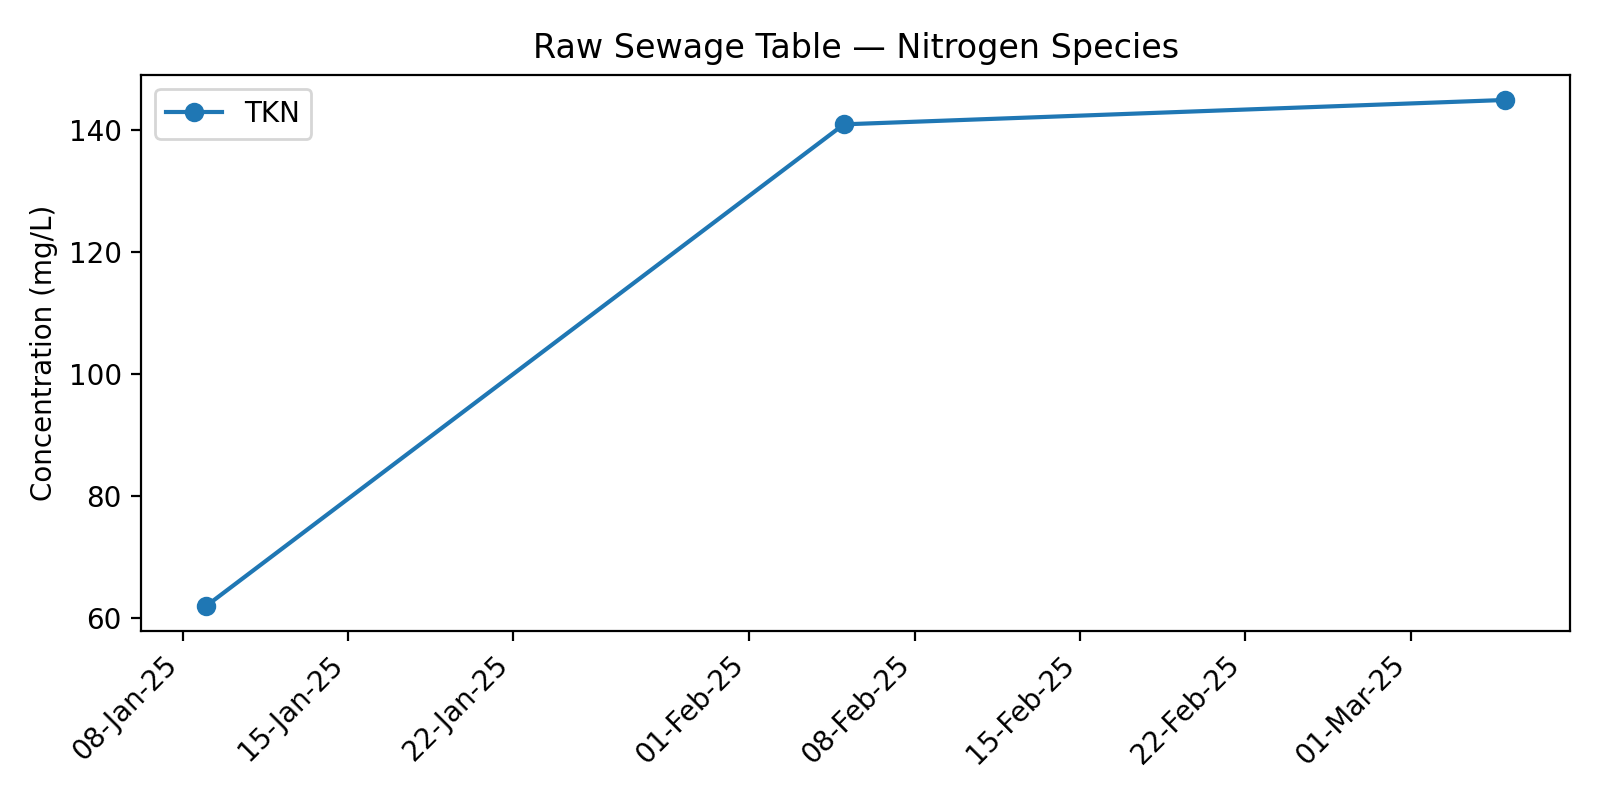 Raw Sewage Table — Nitrogen Species
TKN
Concentration (mg/L)
140
120
100
80
60
08-Jan-25
15-Jan-25
22-Jan-25
01-Feb-25
08-Feb-25
15-Feb-25
22-Feb-25
01-Mar-25